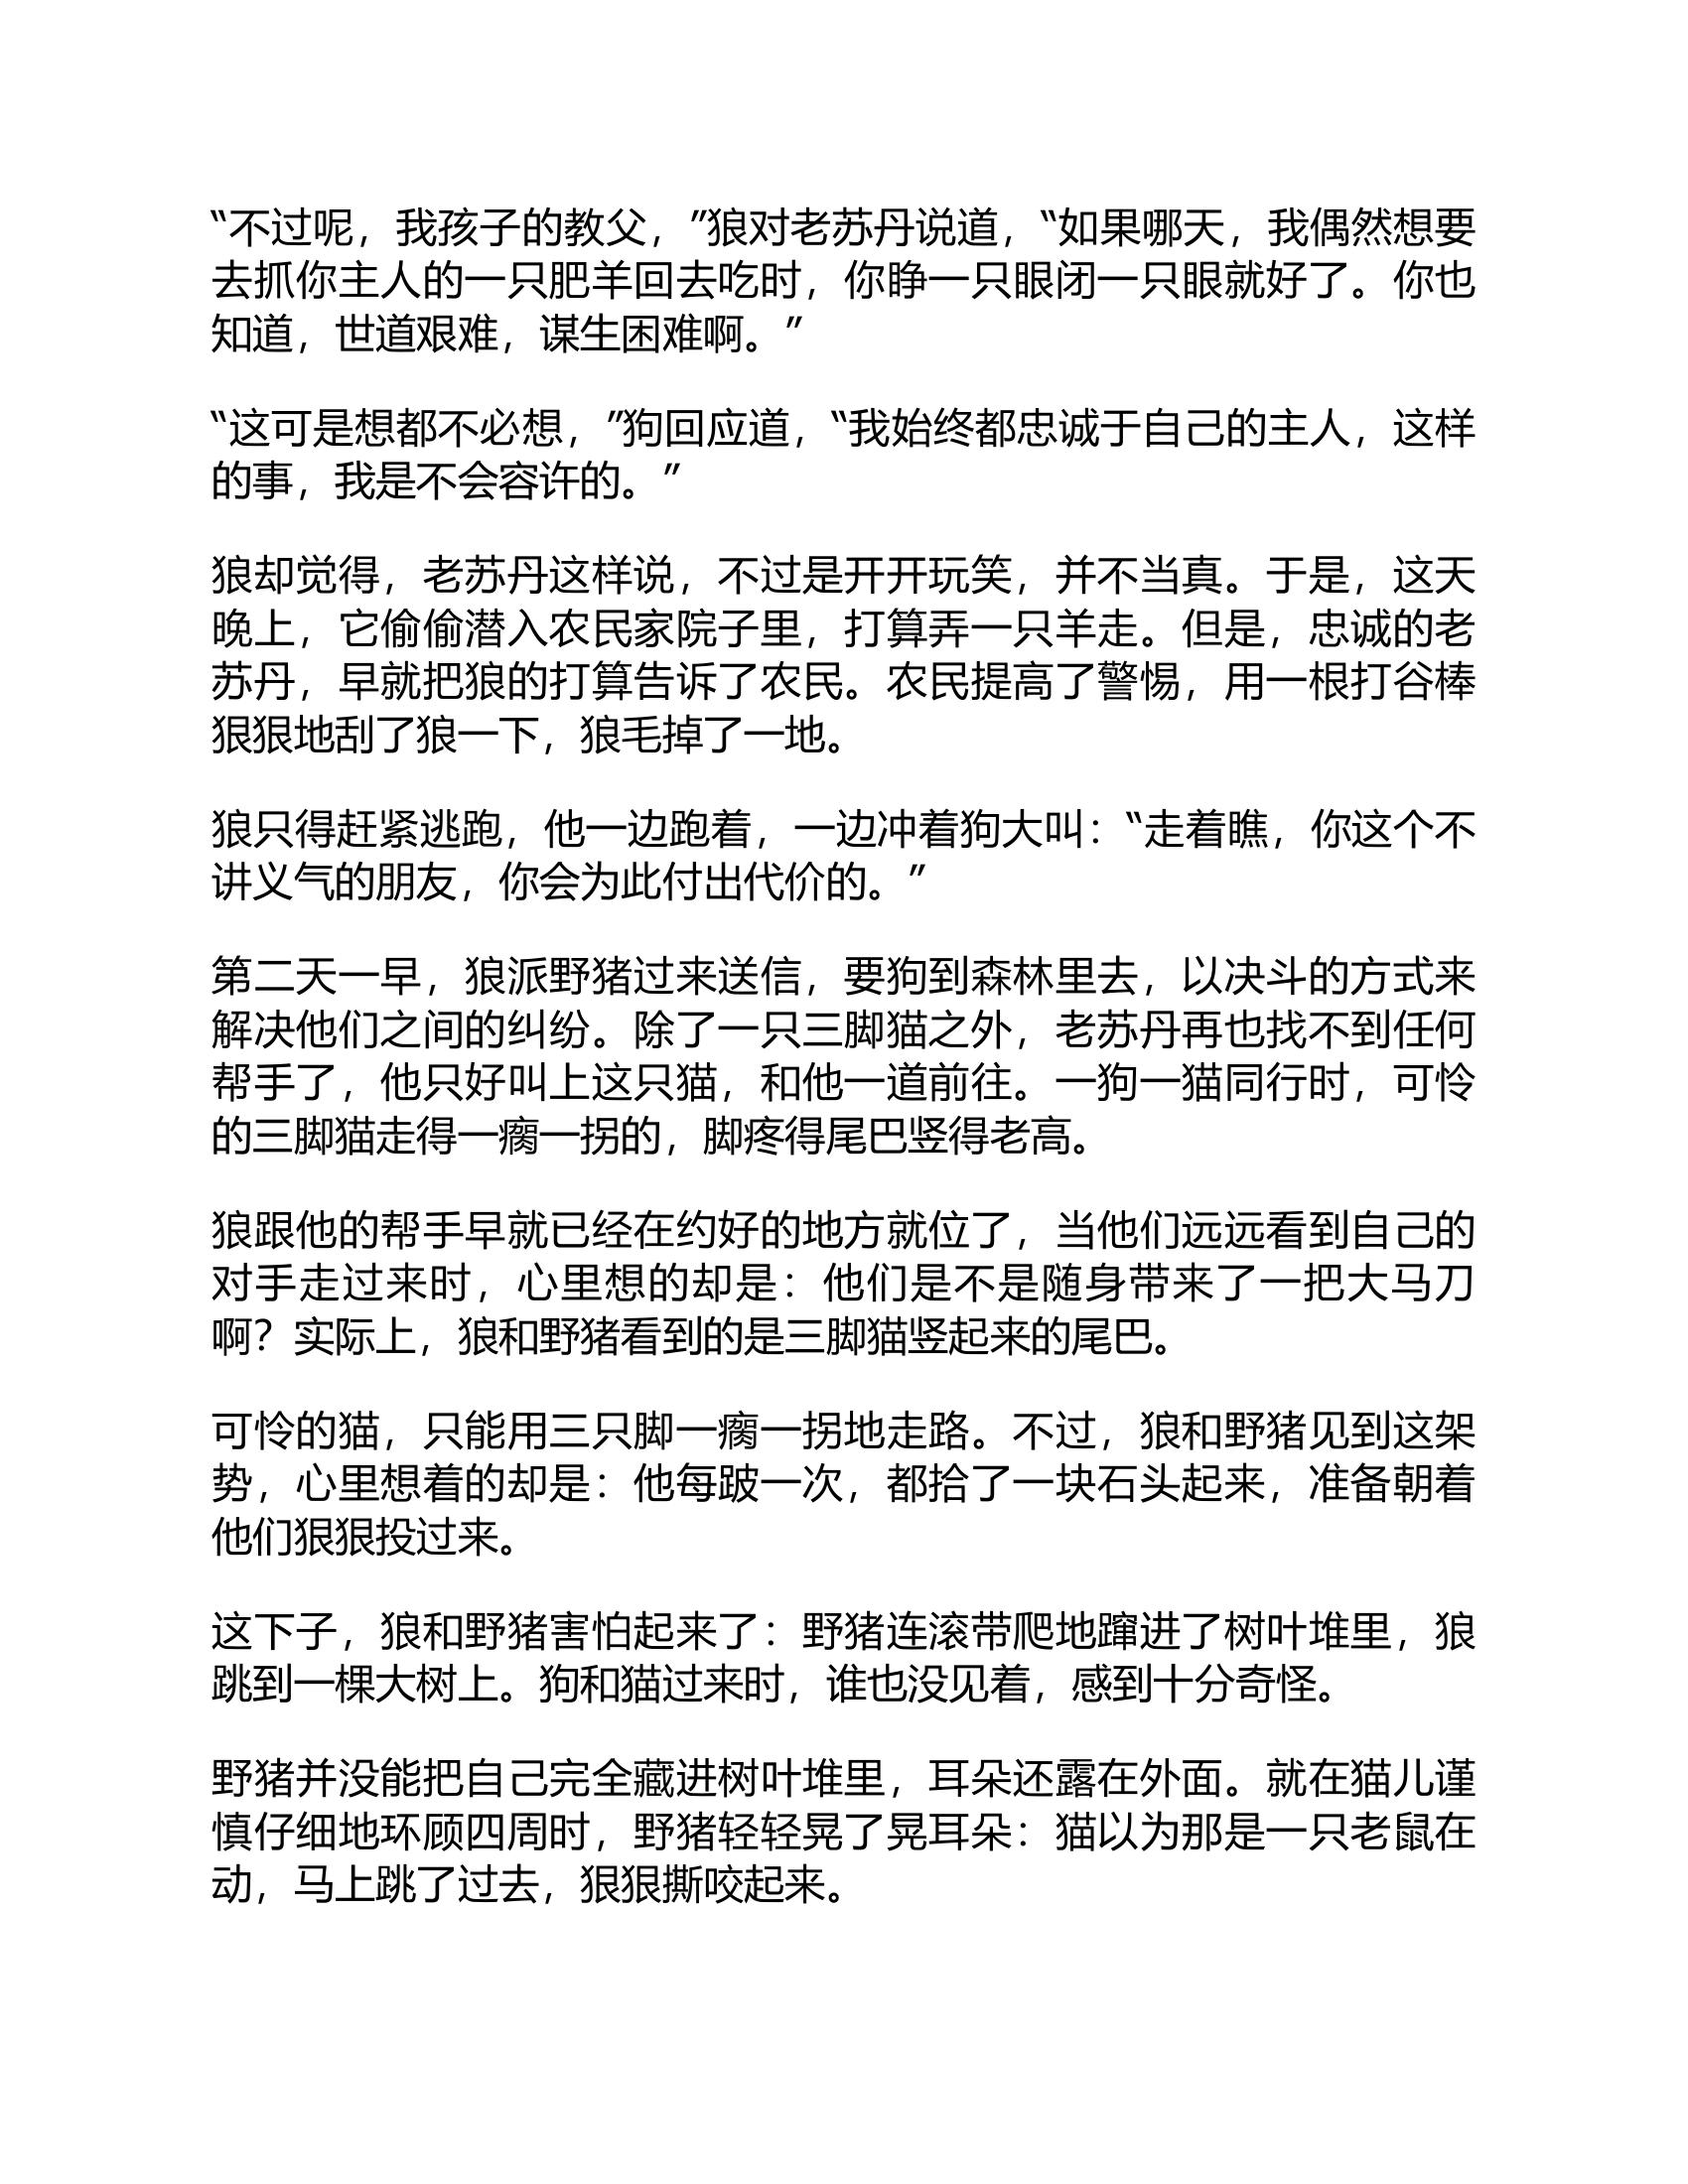 “不过呢，我孩子的教父，”狼对老苏丹说道，“如果哪天，我偶然想要
去抓你主人的一只肥羊回去吃时，你睁一只眼闭一只眼就好了。你也
知道，世道艰难，谋生困难啊。”
“这可是想都不必想，”狗回应道，“我始终都忠诚于自己的主人，这样
的事，我是不会容许的。”
狼却觉得，老苏丹这样说，不过是开开玩笑，并不当真。于是，这天
晚上，它偷偷潜入农民家院子里，打算弄一只羊走。但是，忠诚的老
苏丹，早就把狼的打算告诉了农民。农民提高了警惕，用一根打谷棒
狠狠地刮了狼一下，狼毛掉了一地。
狼只得赶紧逃跑，他一边跑着，一边冲着狗大叫：“走着瞧，你这个不
讲义气的朋友，你会为此付出代价的。”
第二天一早，狼派野猪过来送信，要狗到森林里去，以决斗的方式来
解决他们之间的纠纷。除了一只三脚猫之外，老苏丹再也找不到任何
帮手了，他只好叫上这只猫，和他一道前往。一狗一猫同行时，可怜
的三脚猫走得一瘸一拐的，脚疼得尾巴竖得老高。
狼跟他的帮手早就已经在约好的地方就位了，当他们远远看到自己的
对手走过来时，心里想的却是：他们是不是随身带来了一把大马刀
啊？实际上，狼和野猪看到的是三脚猫竖起来的尾巴。
可怜的猫，只能用三只脚一瘸一拐地走路。不过，狼和野猪见到这架
势，心里想着的却是：他每跛一次，都拾了一块石头起来，准备朝着
他们狠狠投过来。
这下子，狼和野猪害怕起来了：野猪连滚带爬地蹿进了树叶堆里，狼
跳到一棵大树上。狗和猫过来时，谁也没见着，感到十分奇怪。
野猪并没能把自己完全藏进树叶堆里，耳朵还露在外面。就在猫儿谨
慎仔细地环顾四周时，野猪轻轻晃了晃耳朵：猫以为那是一只老鼠在
动，马上跳了过去，狠狠撕咬起来。